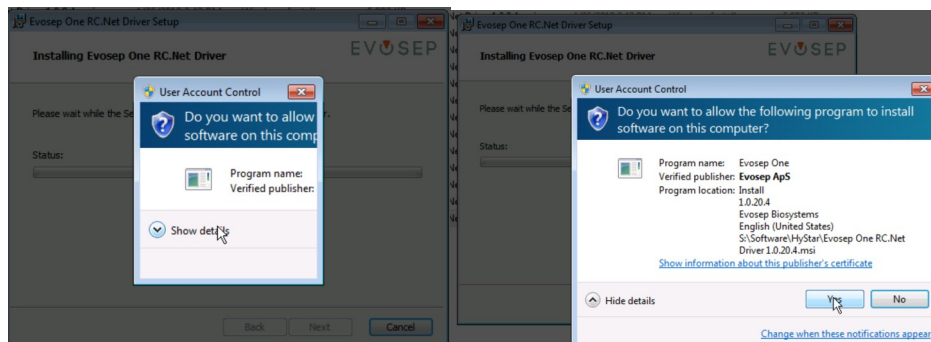 Evosep One RC.Net Driver Setup
Installing Evosep One RC.Net Driver
EVOSEP
Please wait while the Se
r.
Status:
User Account Control
Do you want to allow
software on this comp
Program name:
Verified publisher:
Show details
Back
Next
Cancel
Evosep One RC.Net Driver Setup
Installing Evosep One RC.Net Driver
EVOSEP
Please wait while the Se
Status:
User Account Control
Do you want to allow the following program to install
software on this computer?
Program name: Evosep One
Verified publisher: Evosep ApS
Program location: Install
1.0.20.4
Evosep Biosystems
English (United States)
S:\Software\HyStar\Evosep One RC.Net
Driver 1.0.20.4.msi
Show information about this publisher's certificate
Hide details
Yes
No
Change when these notifications appear